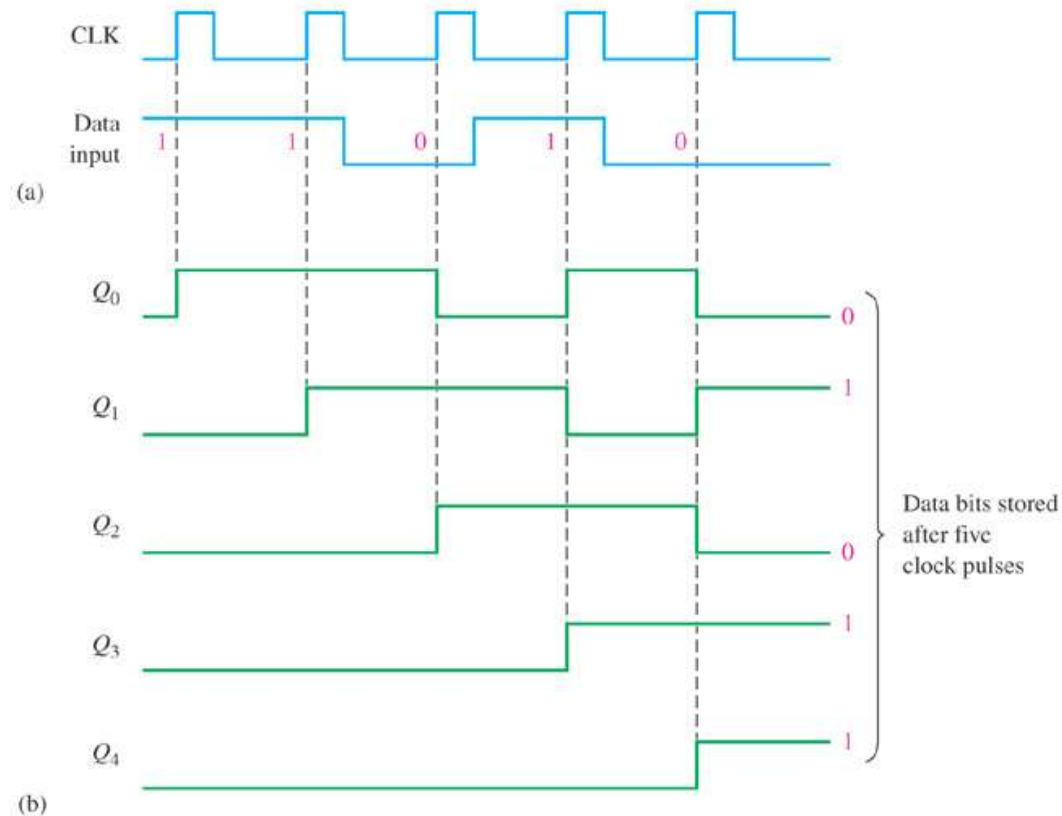 CLK
Data
input
1 1 0 1 0
(a)
Q0
0
Q1
1
Q2
0
Data bits stored
after five
clock pulses
Q3
1
Q4
1
(b)